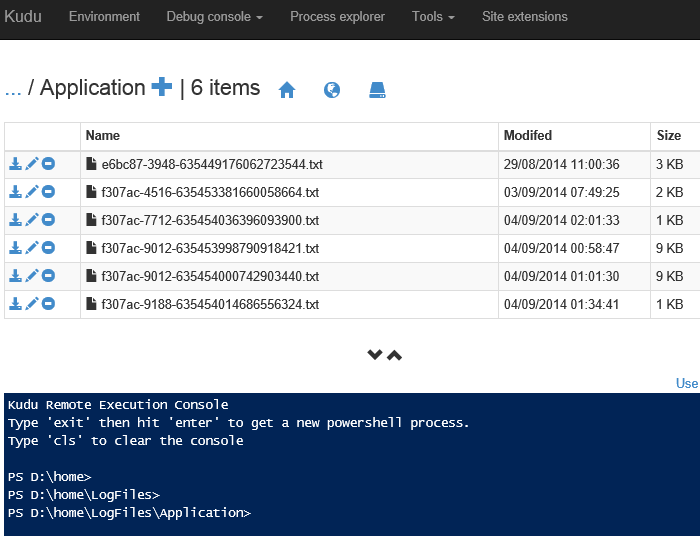 Kudu Environment Debug console Process explorer Tools Site extensions
... / Application | 6 items
Name Modifed Size
e6bc87-3948-635449176062723544.txt 29/08/2014 11:00:36 3 KB
f307ac-4516-635453381660058664.txt 03/09/2014 07:49:25 2 KB
f307ac-7712-635454036396093900.txt 04/09/2014 02:01:33 1 KB
f307ac-9012-635453998790918421.txt 04/09/2014 00:58:47 9 KB
f307ac-9012-635454000742903440.txt 04/09/2014 01:01:30 9 KB
f307ac-9188-635454014686556324.txt 04/09/2014 01:34:41 1 KB
Use
Kudu Remote Execution Console
Type 'exit' then hit 'enter' to get a new powershell process.
Type 'cls' to clear the console
PS D:\home>
PS D:\home\LogFiles>
PS D:\home\LogFiles\Application>